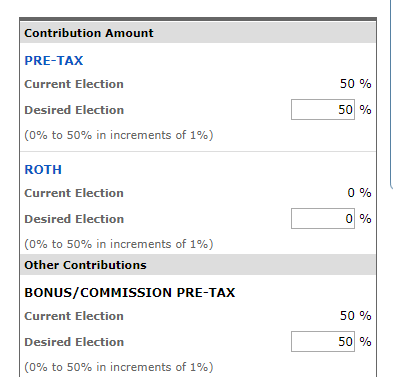 Contribution Amount
PRE-TAX
Current Election 50 %
Desired Election 50 %
(0% to 50% in increments of 1%)
ROTH
Current Election 0 %
Desired Election 0 %
(0% to 50% in increments of 1%)
Other Contributions
BONUS/COMMISSION PRE-TAX
Current Election 50 %
Desired Election 50 %
(0% to 50% in increments of 1%)